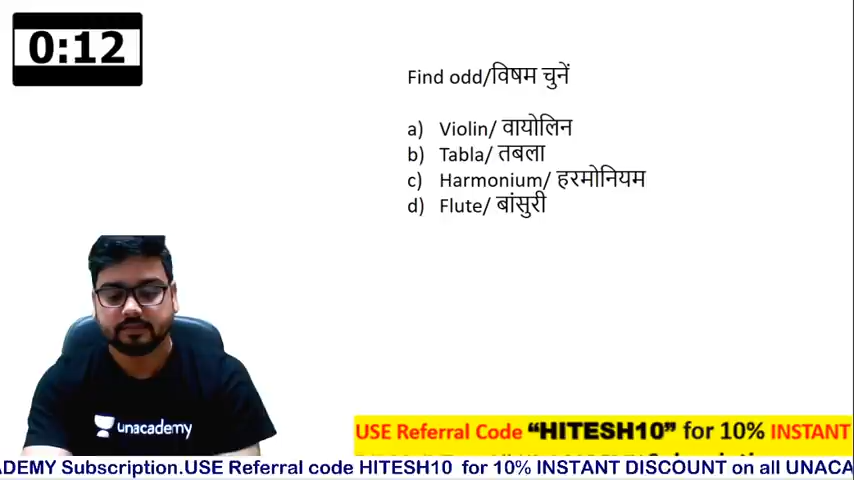 0:12
Find odd/विषम चुनें
a) Violin/ वायोलिन
b) Tabla/ तबला
c) Harmonium/ हरमोनियम
d) Flute/ बांसुरी
unacademy
USE Referral Code “HITESH10” for 10% INSTANT
ADEMY Subscription.USE Referral code HITESH10 for 10% INSTANT DISCOUNT on all UNACA